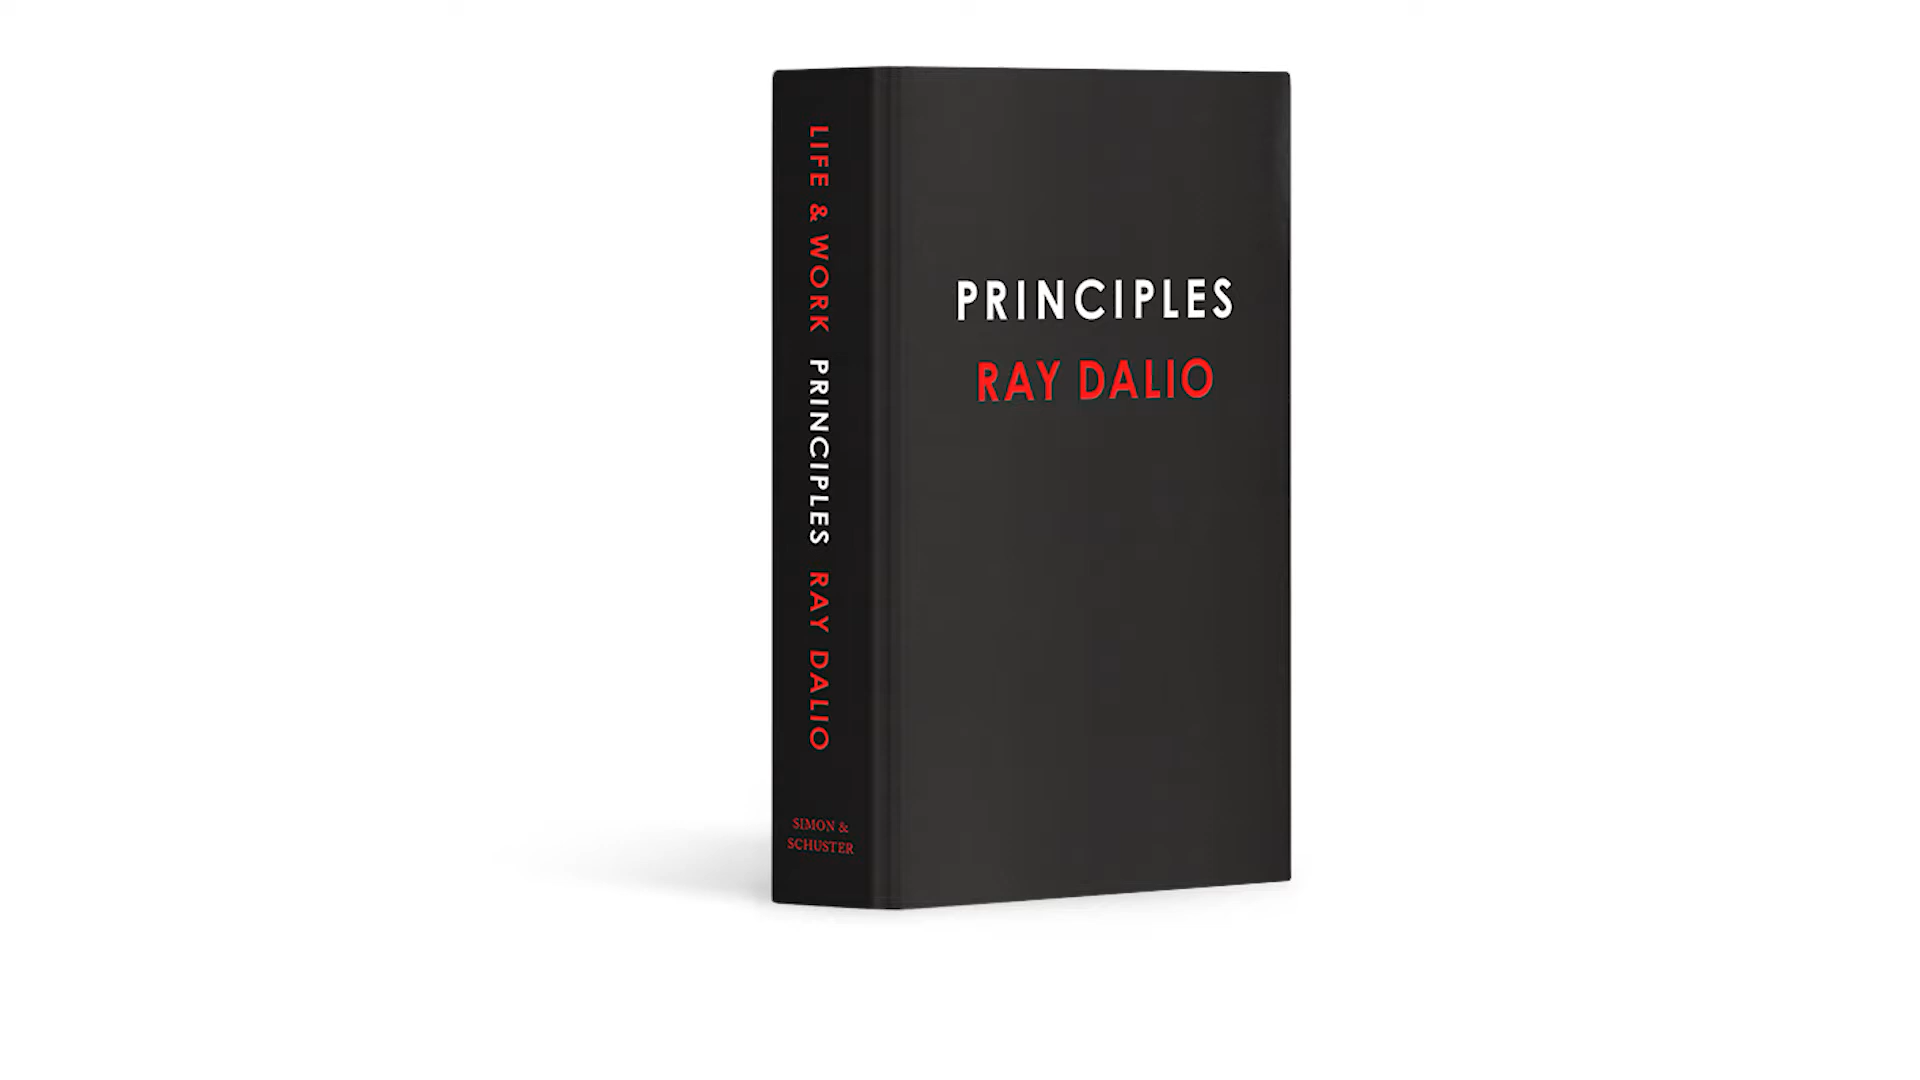 LIFE & WORK PRINCIPLES RAY DALIO
SIMON &
SCHUSTER
PRINCIPLES
RAY DALIO